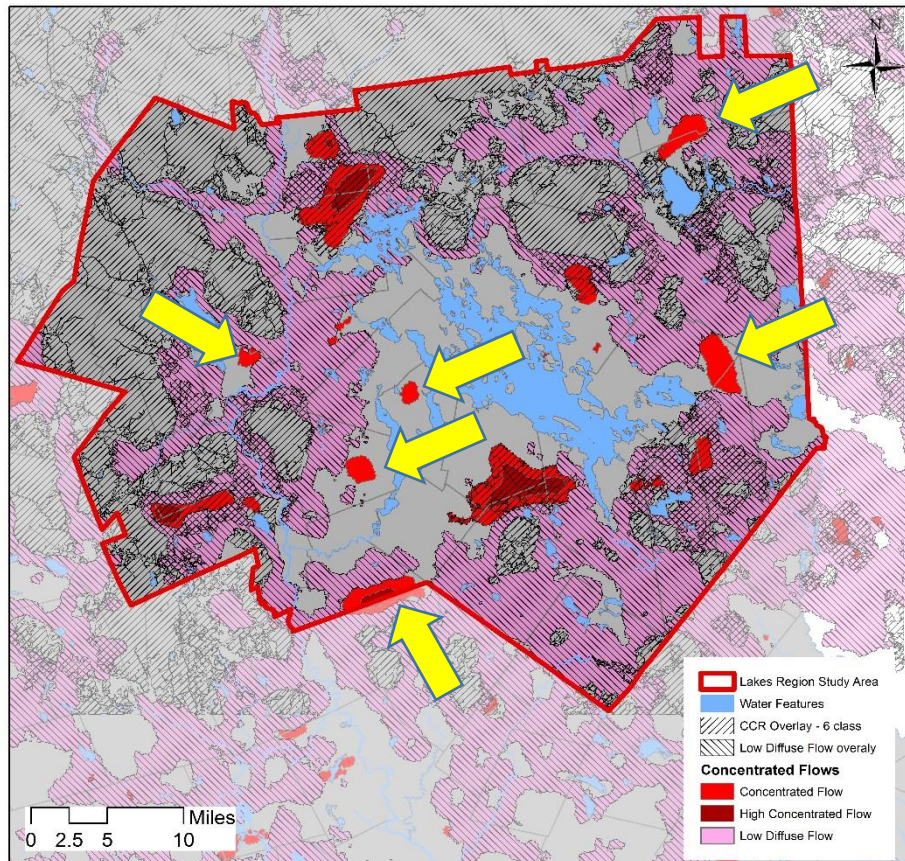 N
Lakes Region Study Area
Water Features
CCR Overlay - 6 class
Low Diffuse Flow overaly
Concentrated Flows
Concentrated Flow
High Concentrated Flow
Low Diffuse Flow
Miles
0 2.5 5 10